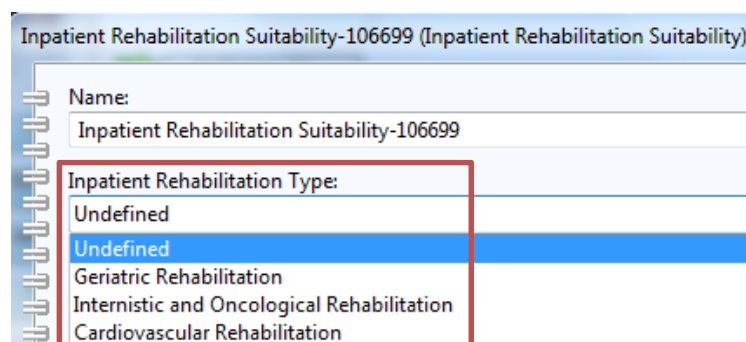 Inpatient Rehabilitation Suitability-106699 (Inpatient Rehabilitation Suitability)
Name:
Inpatient Rehabilitation Suitability-106699
Inpatient Rehabilitation Type:
Undefined
Undefined
Geriatric Rehabilitation
Internistic and Oncological Rehabilitation
Cardiovascular Rehabilitation